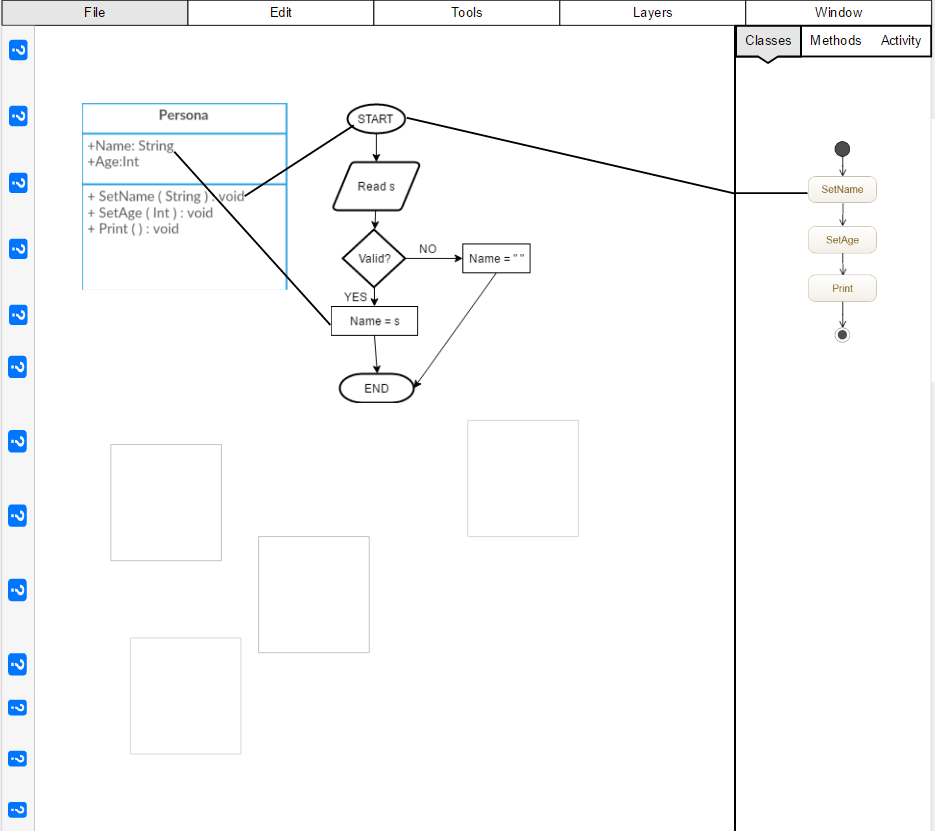 File
Edit
Tools
Layers
Window
Classes
Methods
Activity
Persona
+Name: String
+Age:Int
+ SetName ( String ) : void
+ SetAge ( Int ) : void
+ Print ( ) : void
START
Read s
Valid?
NO
Name = " "
YES
Name = s
END
SetName
SetAge
Print
?
?
?
?
?
?
?
?
?
?
?
?
?